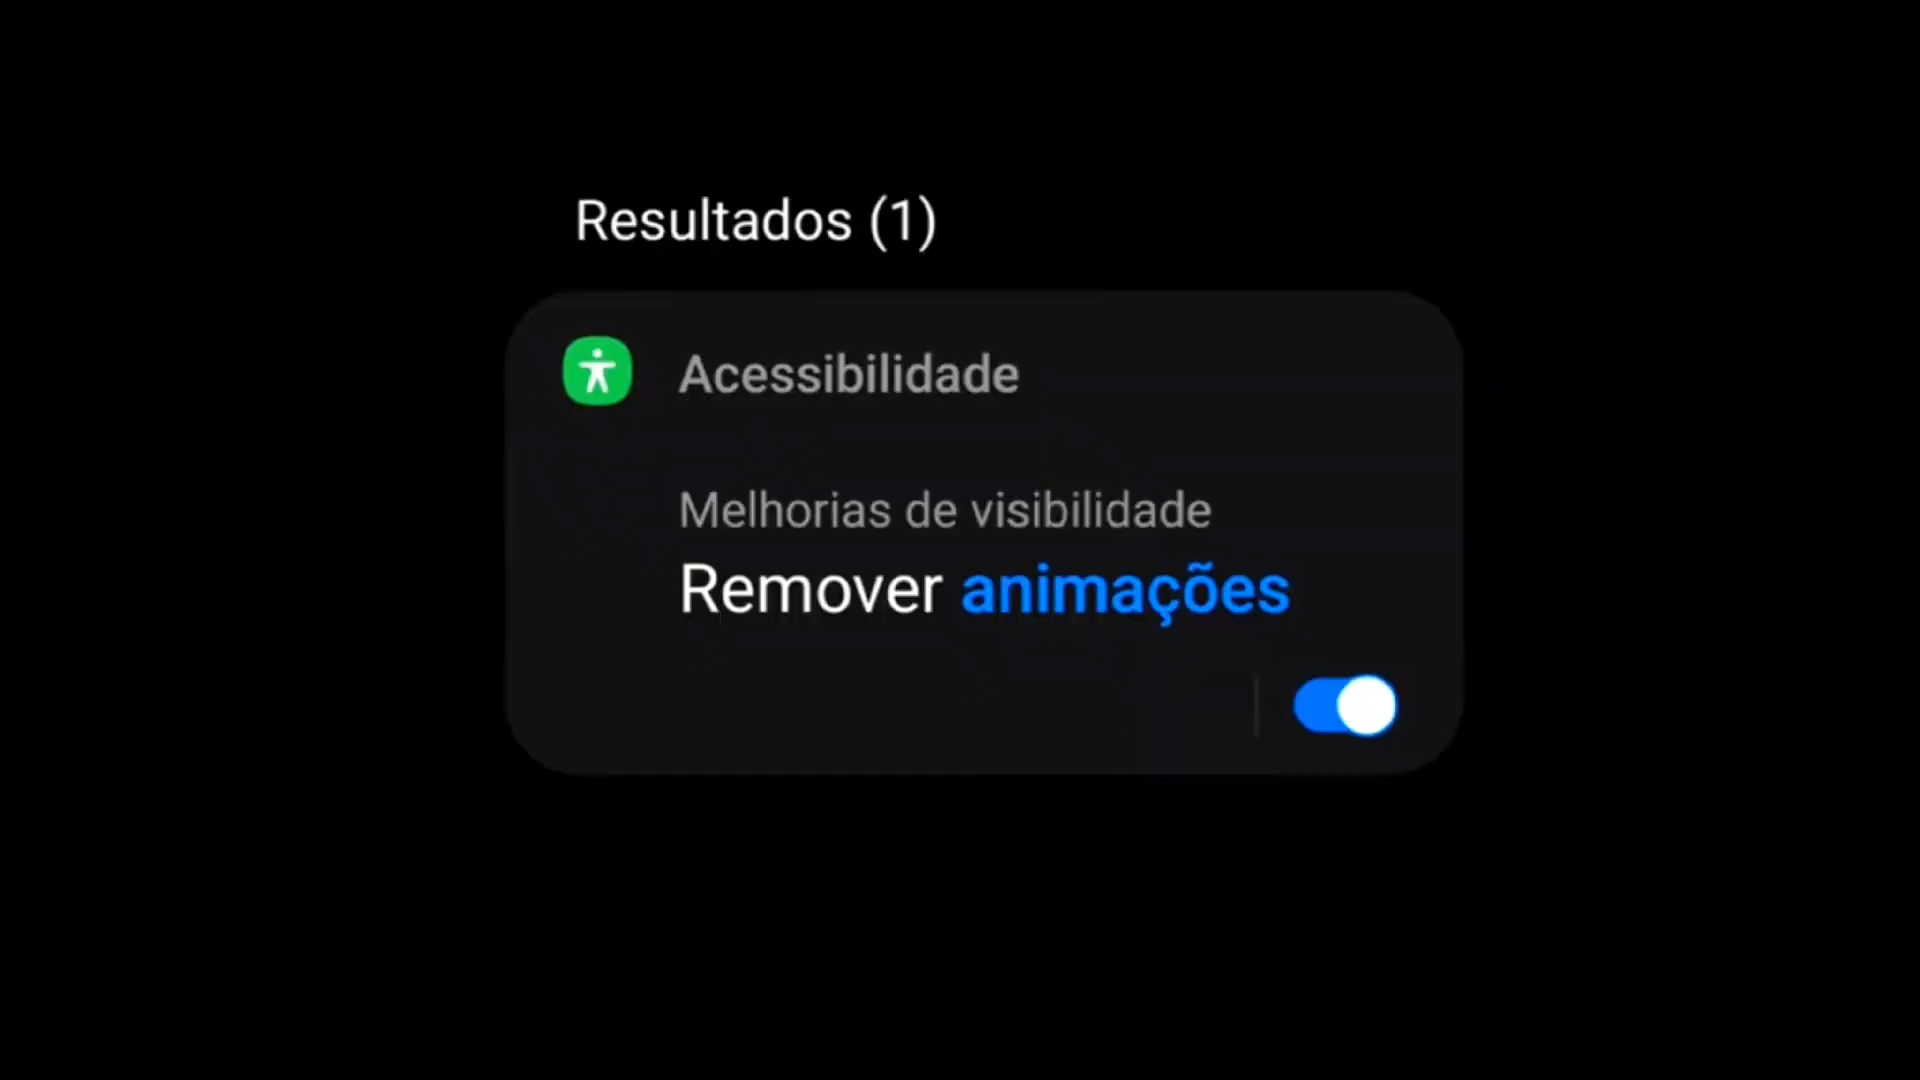 Resultados (1)
Acessibilidade
Melhorias de visibilidade
Remover animações